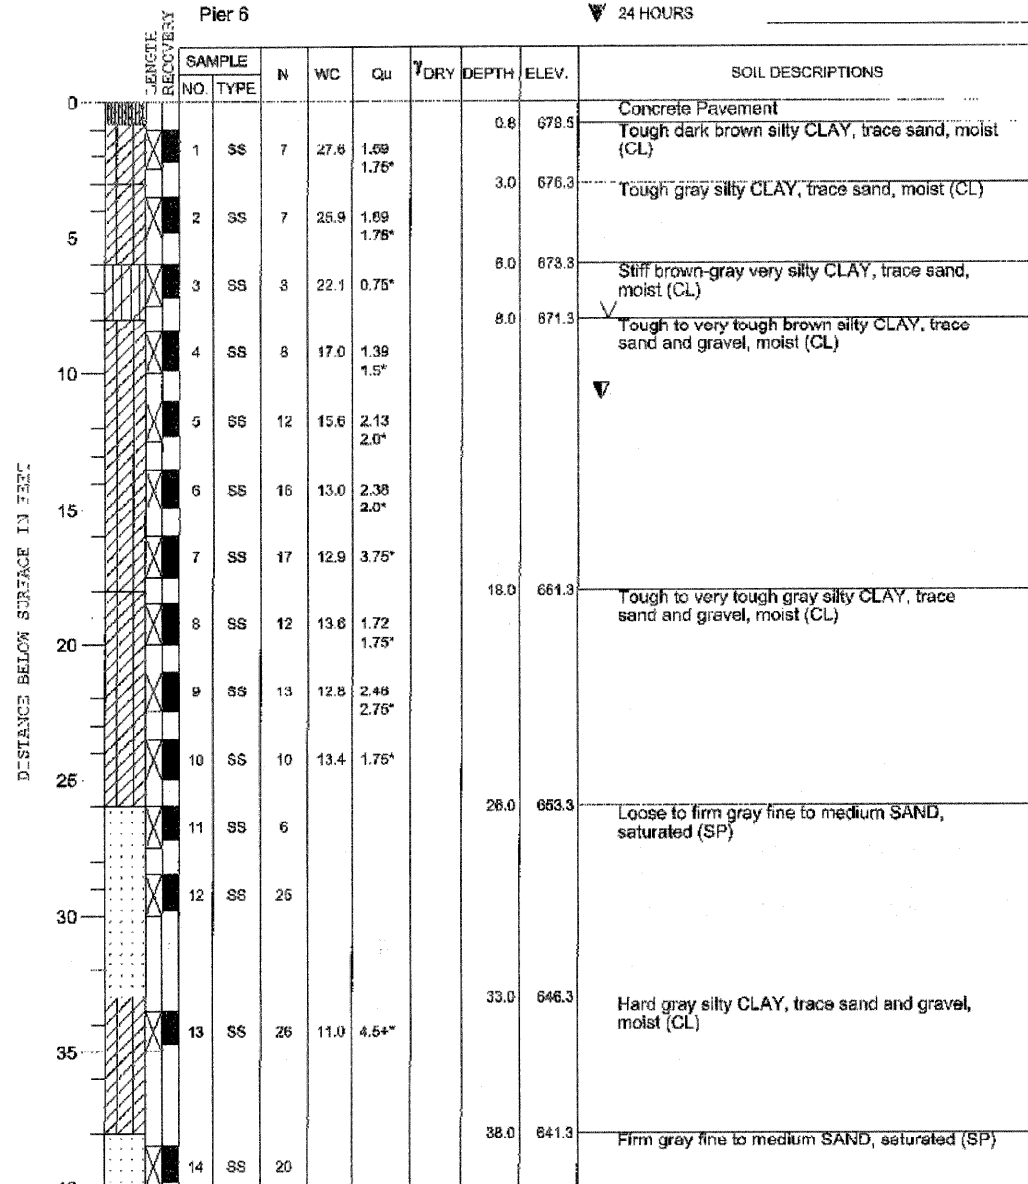 Pier 6
24 HOURS
LENGTH
RECOVERY
SAMPLE
NO. TYPE N WC Qu γDRY DEPTH ELEV. SOIL DESCRIPTIONS
0
Concrete Pavement
0.8 678.5
Tough dark brown silty CLAY, trace sand, moist
(CL)
1 SS 7 27.6 1.69
1.75*
3.0 676.3
Tough gray silty CLAY, trace sand, moist (CL)
2 SS 7 25.9 1.69
1.75*
5
6.0 673.3
Stiff brown-gray very silty CLAY, trace sand,
moist (CL)
3 SS 3 22.1 0.75*
8.0 671.3
Tough to very tough brown silty CLAY, trace
sand and gravel, moist (CL)
4 SS 8 17.0 1.39
1.5*
10
5 SS 12 15.6 2.13
2.0*
6 SS 16 13.0 2.38
2.0*
15
7 SS 17 12.9 3.75*
18.0 661.3
Tough to very tough gray silty CLAY, trace
sand and gravel, moist (CL)
8 SS 12 13.6 1.72
1.75*
20
9 SS 13 12.8 2.46
2.75*
10 SS 10 13.4 1.75*
25
26.0 653.3
Loose to firm gray fine to medium SAND,
saturated (SP)
11 SS 6
12 SS 25
30
33.0 646.3
Hard gray silty CLAY, trace sand and gravel,
moist (CL)
13 SS 26 11.0 4.5+*
35
38.0 641.3
Firm gray fine to medium SAND, saturated (SP)
14 SS 20
DISTANCE BELOW SURFACE IN FEET